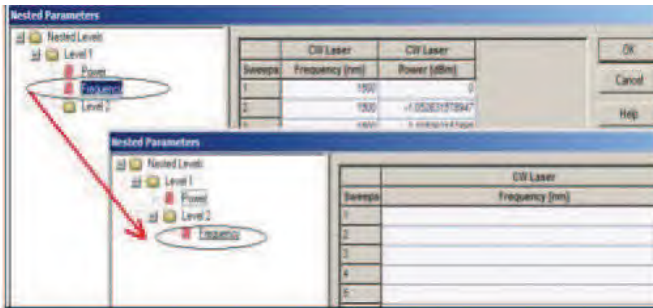 Nested Parameters
Nested Levels
Level 1
Power
Frequency
Level 2
CW Laser CW Laser
Sweeps Frequency [nm] Power [dBm]
1 1500 0
2 1500
OK
Cancel
Help
Nested Parameters
Nested Levels
Level 1
Power
Level 2
Frequency
CW Laser
Sweeps Frequency [nm]
1
2
3
4
5